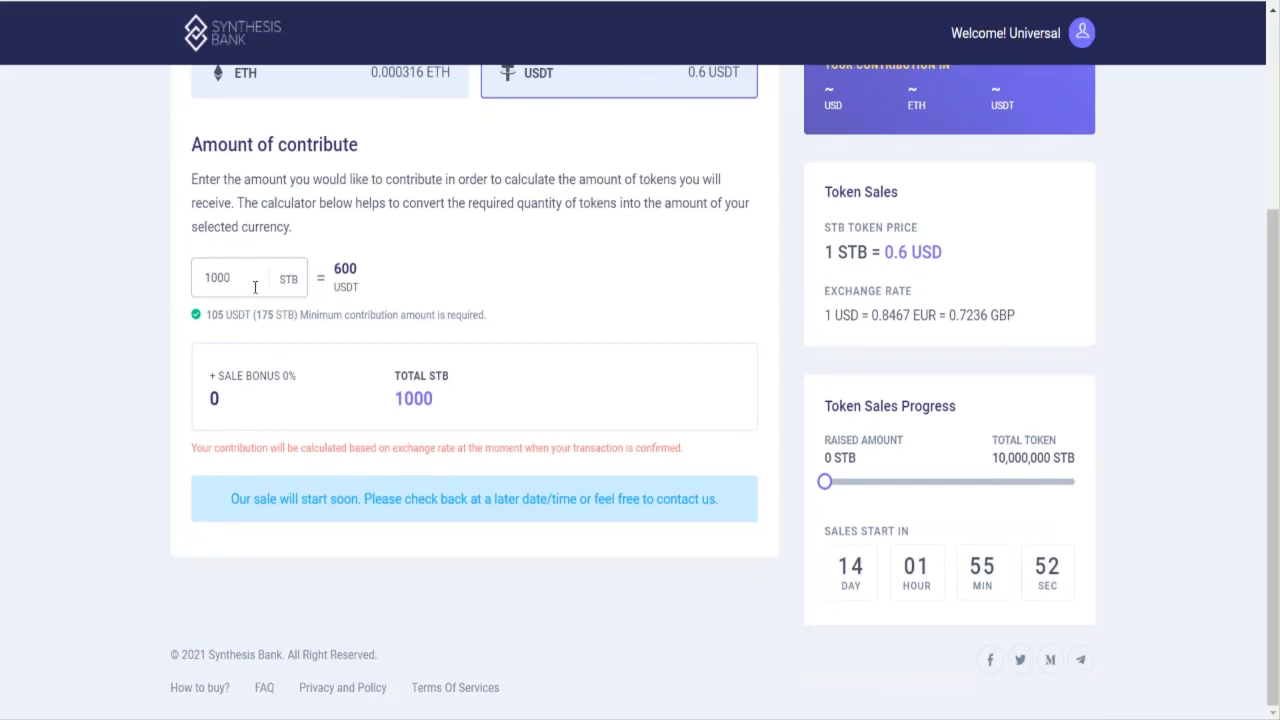 SYNTHESIS
BANK
Welcome! Universal
ETH 0.000316 ETH
USDT 0.6 USDT
YOUR CONTRIBUTION IN
~ ~ ~
USD ETH USDT
Amount of contribute
Enter the amount you would like to contribute in order to calculate the amount of tokens you will
receive. The calculator below helps to convert the required quantity of tokens into the amount of your
selected currency.
1000 STB = 600
USDT
105 USDT (175 STB) Minimum contribution amount is required.
+ SALE BONUS 0% TOTAL STB
0 1000
Your contribution will be calculated based on exchange rate at the moment when your transaction is confirmed.
Our sale will start soon. Please check back at a later date/time or feel free to contact us.
Token Sales
STB TOKEN PRICE
1 STB = 0.6 USD
EXCHANGE RATE
1 USD = 0.8467 EUR = 0.7236 GBP
Token Sales Progress
RAISED AMOUNT TOTAL TOKEN
0 STB 10,000,000 STB
SALES START IN
14 01 55 52
DAY HOUR MIN SEC
© 2021 Synthesis Bank. All Right Reserved.
How to buy? FAQ Privacy and Policy Terms Of Services